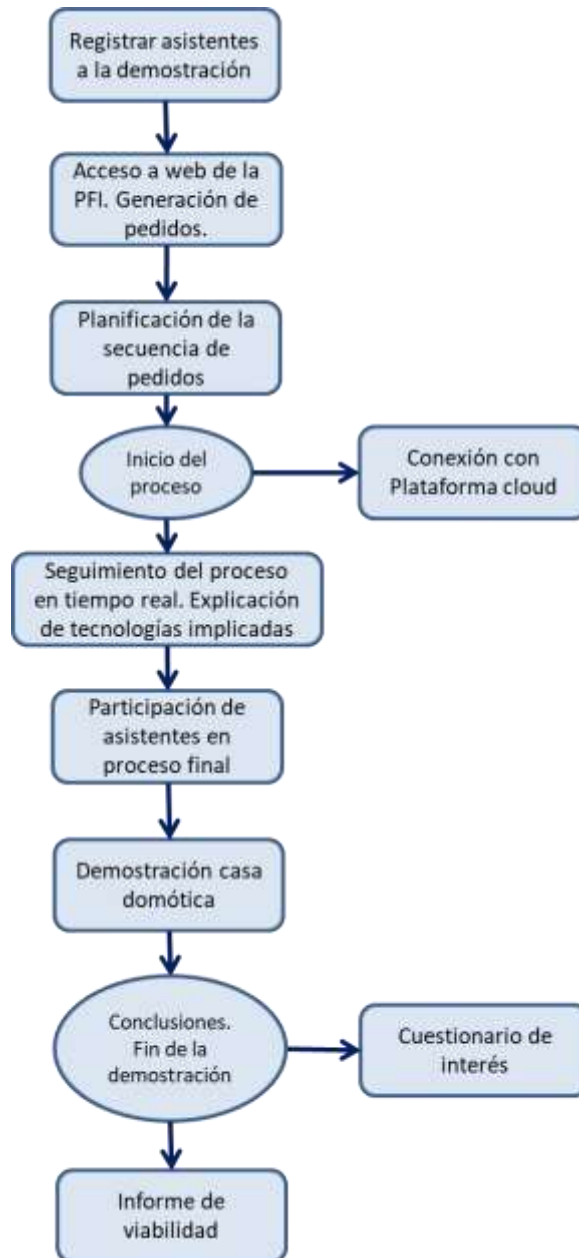 Registrar asistentes
a la demostración
Acceso a web de la
PFI. Generación de
pedidos.
Planificación de la
secuencia de
pedidos
Inicio del
proceso
Conexión con
Plataforma cloud
Seguimiento del proceso
en tiempo real. Explicación
de tecnologías implicadas
Participación de
asistentes en
proceso final
Demostración casa
domótica
Conclusiones.
Fin de la
demostración
Cuestionario de
interés
Informe de
viabilidad